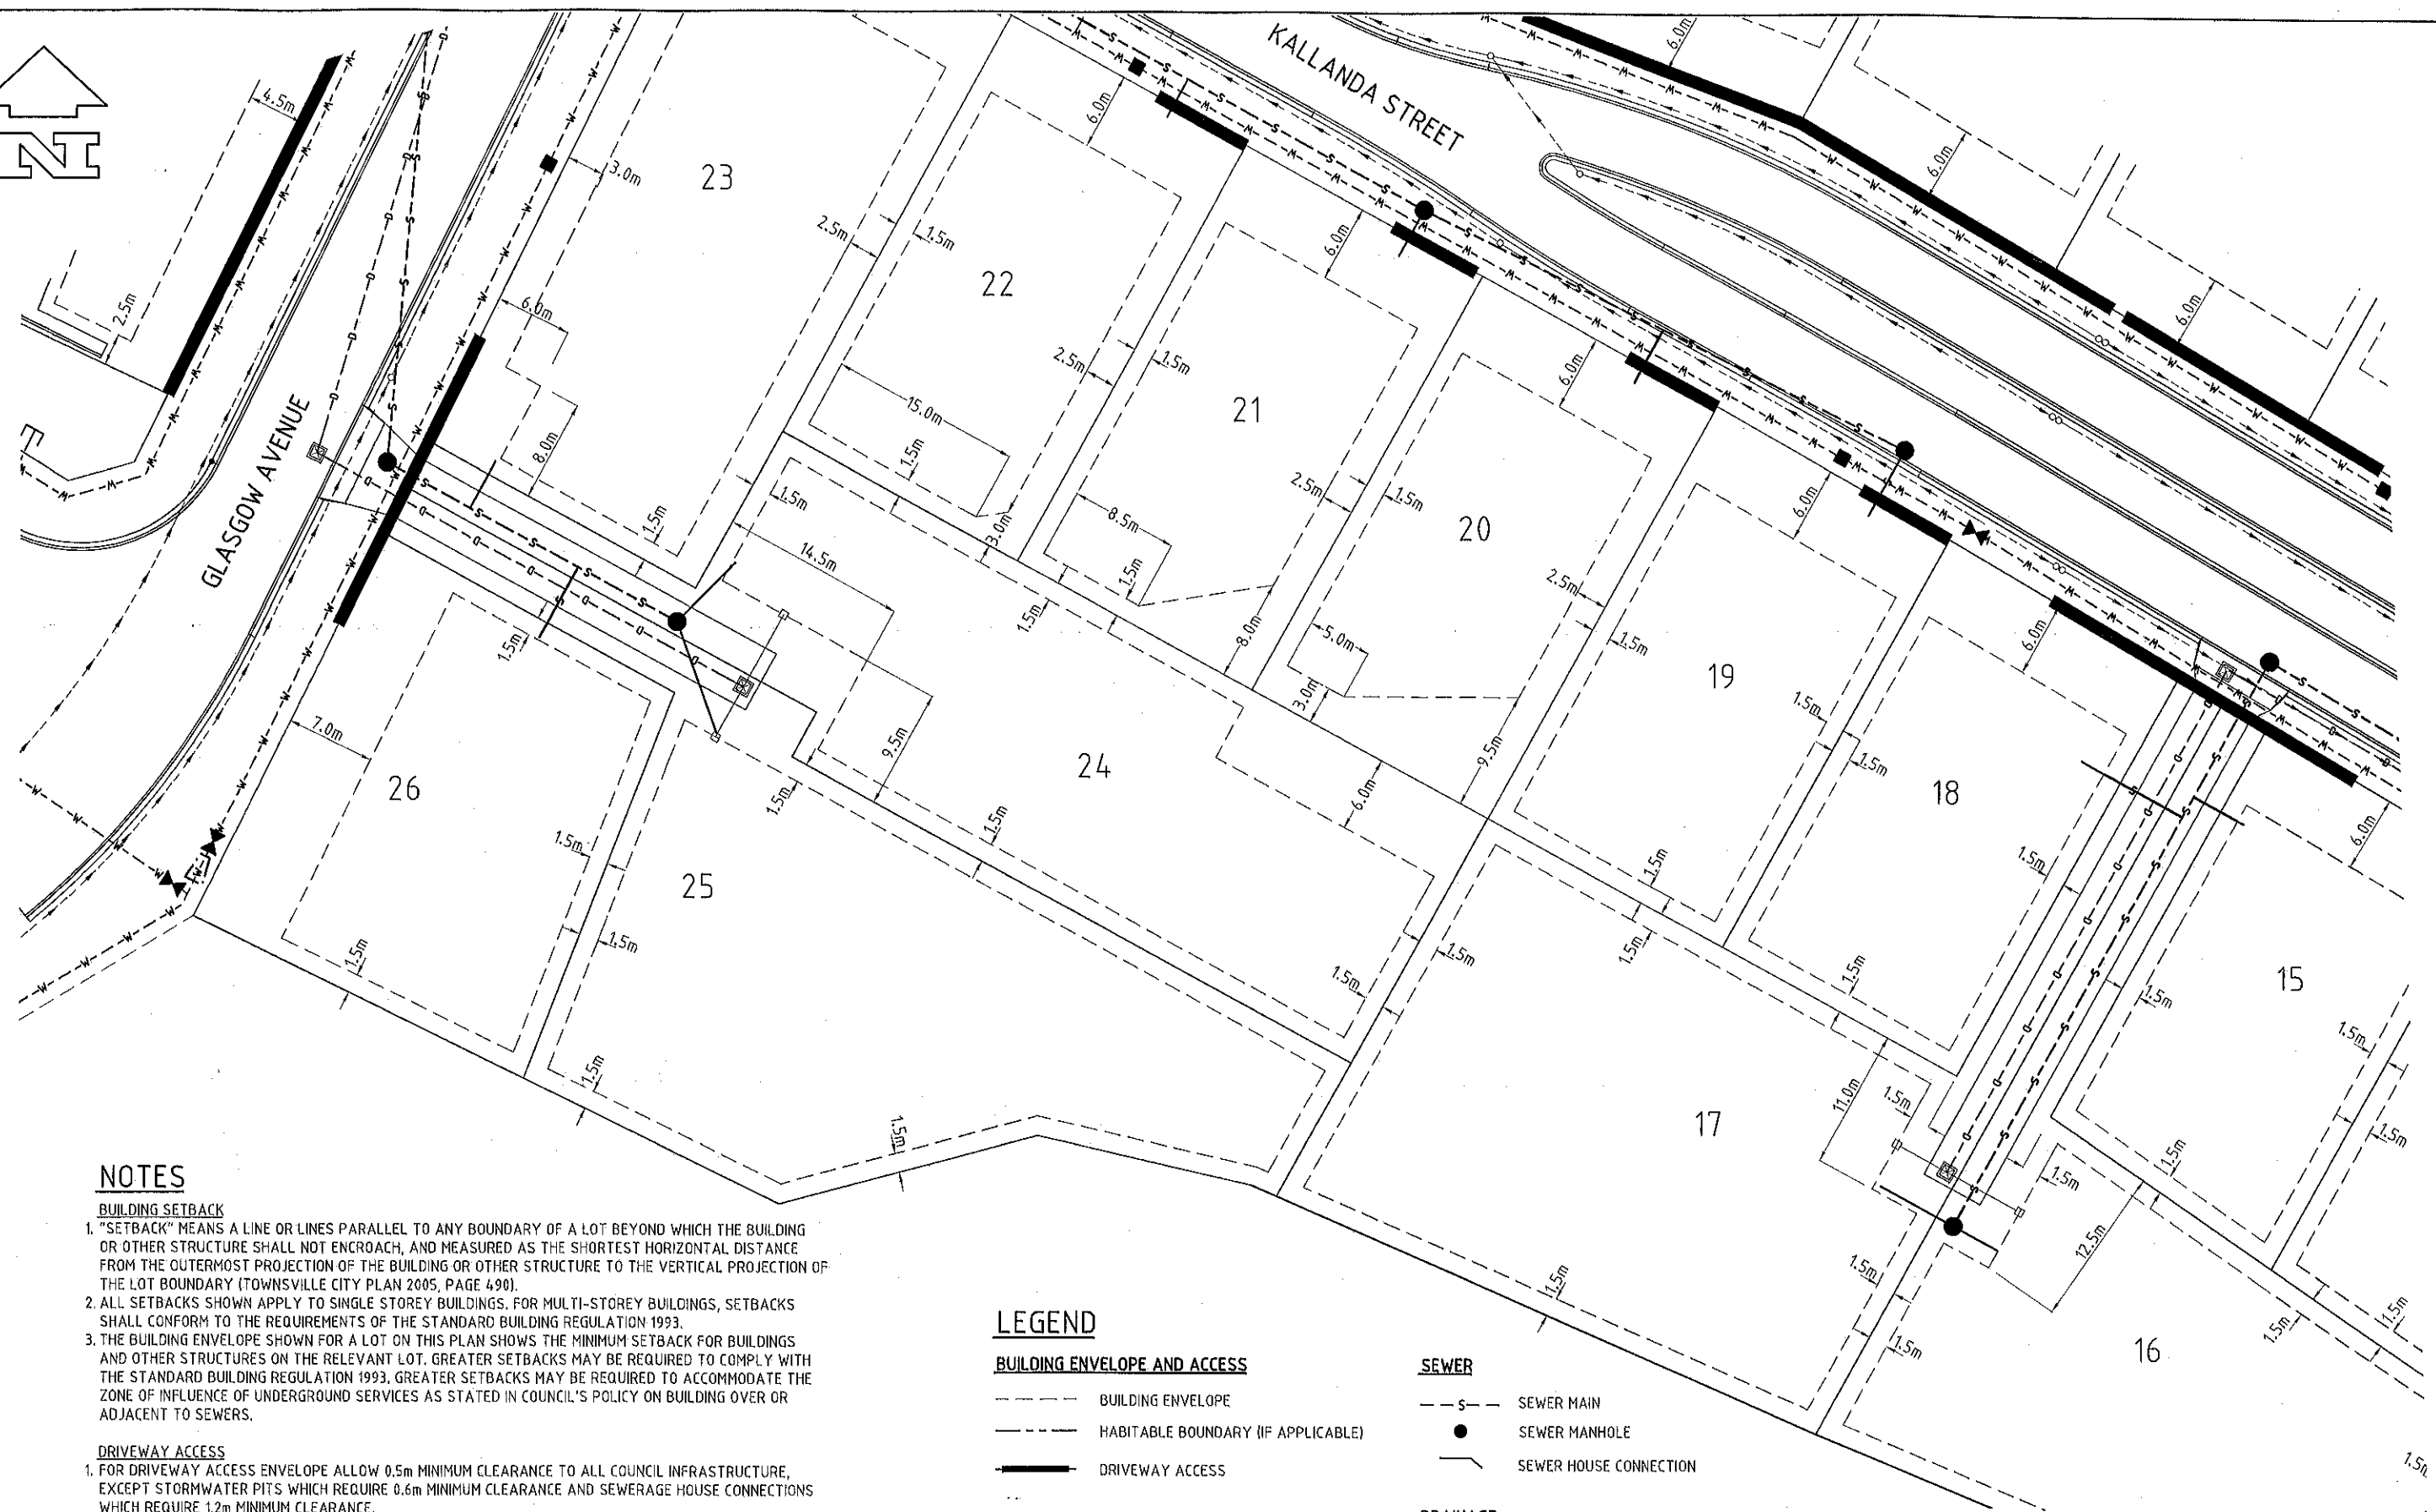 N
KALLANDA STREET
GLASGOW AVENUE
23
22
21
20
19
18
15
24
26
25
17
16
4.5m
2.5m
3.0m
6.0m
8.0m
1.5m
2.5m
1.5m
6.0m
15.0m
1.5m
3.0m
2.5m
1.5m
6.0m
8.5m
1.5m
8.0m
2.5m
1.5m
6.0m
5.0m
3.0m
9.5m
2.5m
1.5m
6.0m
1.5m
1.5m
1.5m
6.0m
1.5m
1.5m
6.0m
6.0m
6.0m
6.0m
1.5m
14.5m
9.5m
1.5m
1.5m
6.0m
1.5m
1.5m
7.0m
1.5m
1.5m
1.5m
1.5m
1.5m
1.5m
1.5m
1.5m
11.0m
1.5m
1.5m
1.5m
1.5m
12.5m
1.5m
1.5m
1.5m
1.5m
1.5m
1.5m
1.5m
NOTES
BUILDING SETBACK
1. "SETBACK" MEANS A LINE OR LINES PARALLEL TO ANY BOUNDARY OF A LOT BEYOND WHICH THE BUILDING
OR OTHER STRUCTURE SHALL NOT ENCROACH, AND MEASURED AS THE SHORTEST HORIZONTAL DISTANCE
FROM THE OUTERMOST PROJECTION OF THE BUILDING OR OTHER STRUCTURE TO THE VERTICAL PROJECTION OF
THE LOT BOUNDARY (TOWNSVILLE CITY PLAN 2005, PAGE 490).
2. ALL SETBACKS SHOWN APPLY TO SINGLE STOREY BUILDINGS. FOR MULTI-STOREY BUILDINGS, SETBACKS
SHALL CONFORM TO THE REQUIREMENTS OF THE STANDARD BUILDING REGULATION 1993.
3. THE BUILDING ENVELOPE SHOWN FOR A LOT ON THIS PLAN SHOWS THE MINIMUM SETBACK FOR BUILDINGS
AND OTHER STRUCTURES ON THE RELEVANT LOT. GREATER SETBACKS MAY BE REQUIRED TO COMPLY WITH
THE STANDARD BUILDING REGULATION 1993. GREATER SETBACKS MAY BE REQUIRED TO ACCOMMODATE THE
ZONE OF INFLUENCE OF UNDERGROUND SERVICES AS STATED IN COUNCIL'S POLICY ON BUILDING OVER OR
ADJACENT TO SEWERS.
DRIVEWAY ACCESS
1. FOR DRIVEWAY ACCESS ENVELOPE ALLOW 0.5m MINIMUM CLEARANCE TO ALL COUNCIL INFRASTRUCTURE,
EXCEPT STORMWATER PITS WHICH REQUIRE 0.6m MINIMUM CLEARANCE AND SEWERAGE HOUSE CONNECTIONS
WHICH REQUIRE 1.2m MINIMUM CLEARANCE.
LEGEND
BUILDING ENVELOPE AND ACCESS
BUILDING ENVELOPE
HABITABLE BOUNDARY (IF APPLICABLE)
DRIVEWAY ACCESS
SEWER
S SEWER MAIN
SEWER MANHOLE
SEWER HOUSE CONNECTION